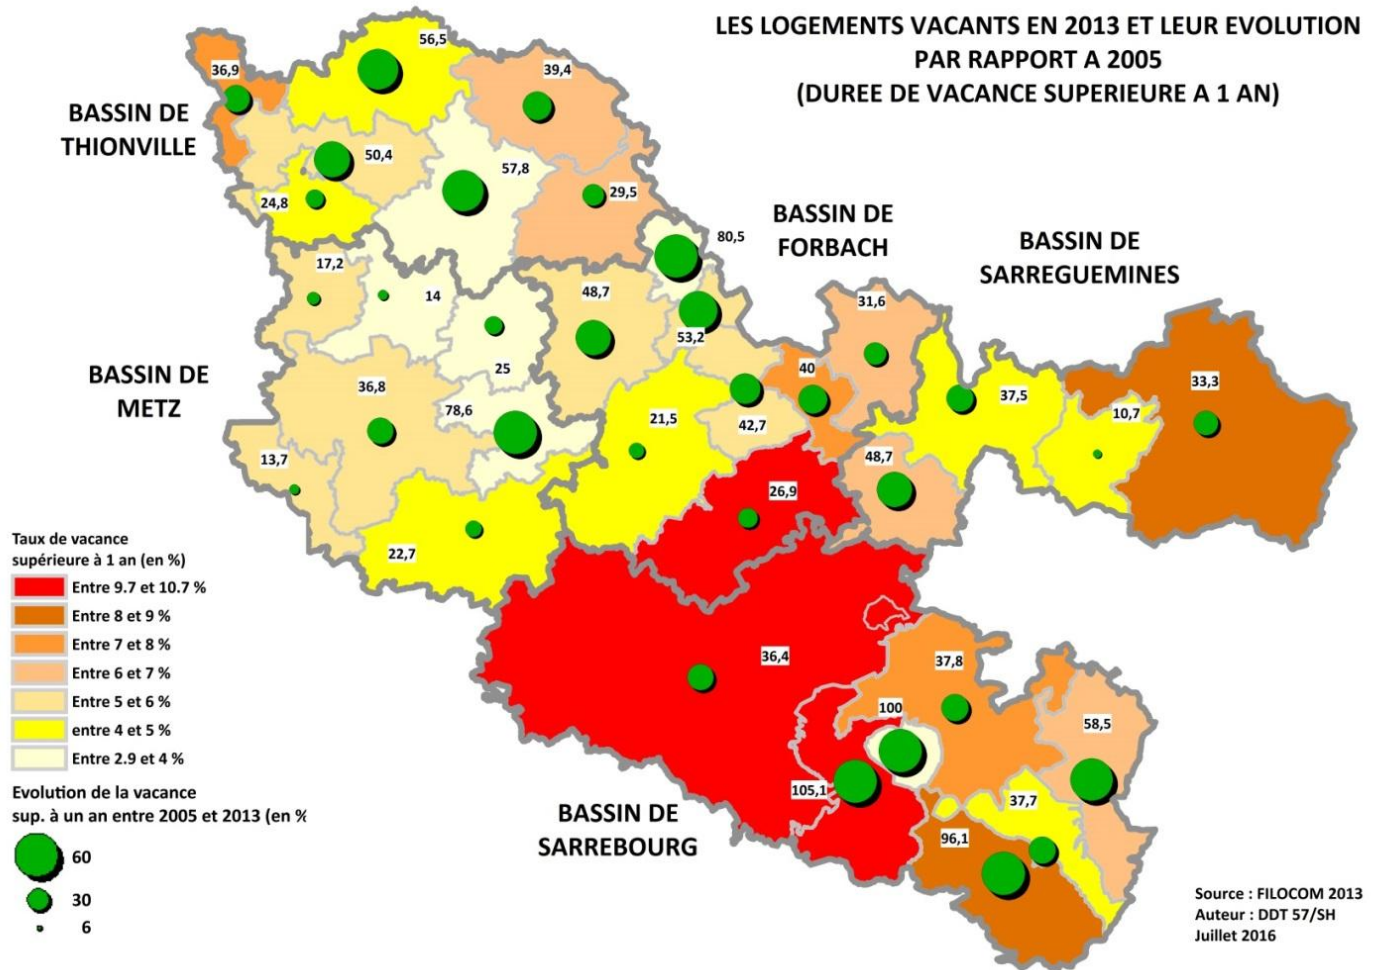 LES LOGEMENTS VACANTS EN 2013 ET LEUR EVOLUTION
PAR RAPPORT A 2005
(DUREE DE VACANCE SUPERIEURE A 1 AN)
56,5
36,9
39,4
BASSIN DE
THIONVILLE
50,4
57,8
29,5
24,8
BASSIN DE
FORBACH
80,5
BASSIN DE
SARREGUEMINES
17,2
14
48,7
31,6
53,2
25
40
BASSIN DE
METZ
36,8
33,3
37,5
78,6
21,5
10,7
42,7
13,7
48,7
26,9
22,7
Taux de vacance
supérieure à 1 an (en %)
Entre 9.7 et 10.7 %
Entre 8 et 9 %
Entre 7 et 8 %
Entre 6 et 7 %
Entre 5 et 6 %
entre 4 et 5 %
Entre 2.9 et 4 %
36,4
37,8
100
58,5
105,1
37,7
96,1
BASSIN DE
SARREBOURG
Evolution de la vacance
sup. à un an entre 2005 et 2013 (en %
60
30
6
Source : FILOCOM 2013
Auteur : DDT 57/SH
Juillet 2016